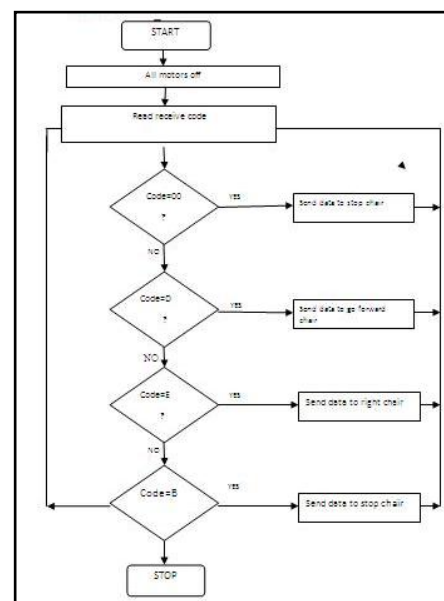 START
All motors off
Read receive code
Code=00
?
YES
Send data to stop chair
NO
Code=D
?
YES
Send data to go forward
chair
NO
Code=E
?
YES
Send data to right chair
NO
Code=B
YES
Send data to stop chair
STOP